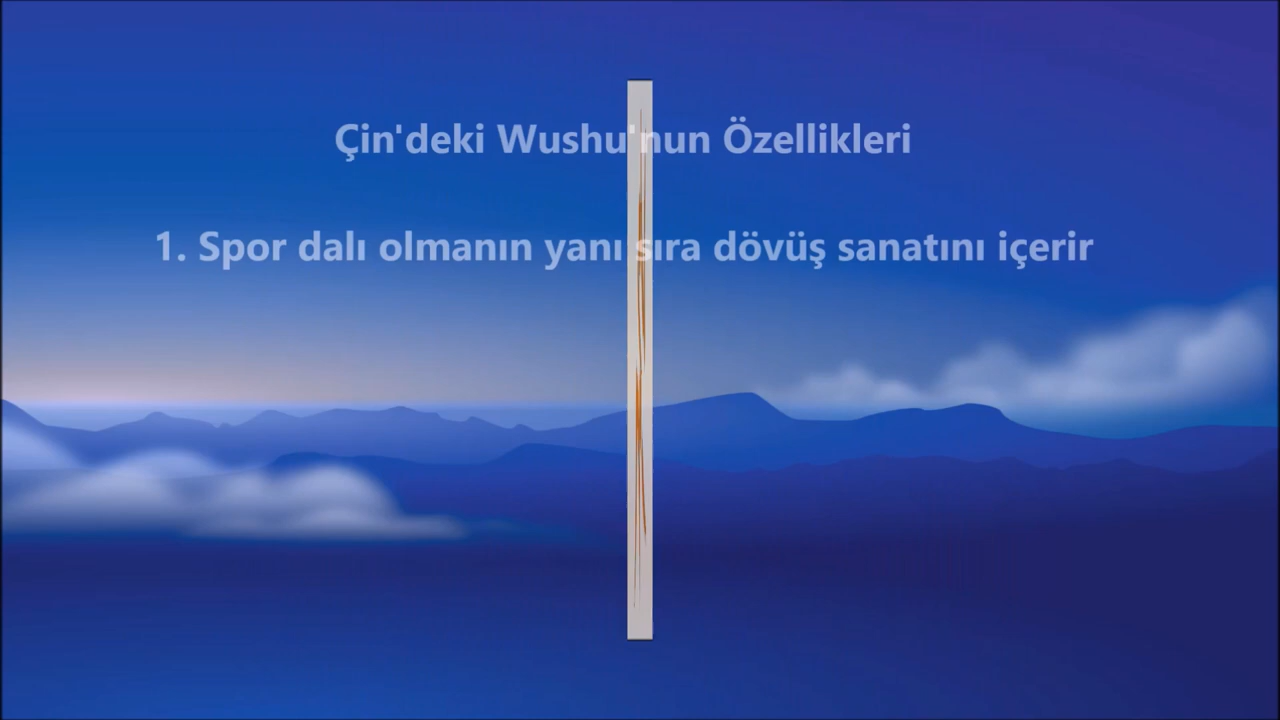 Çin'deki Wushu'nun Özellikleri
1. Spor dalı olmanın yanı sıra dövüş sanatını içerir